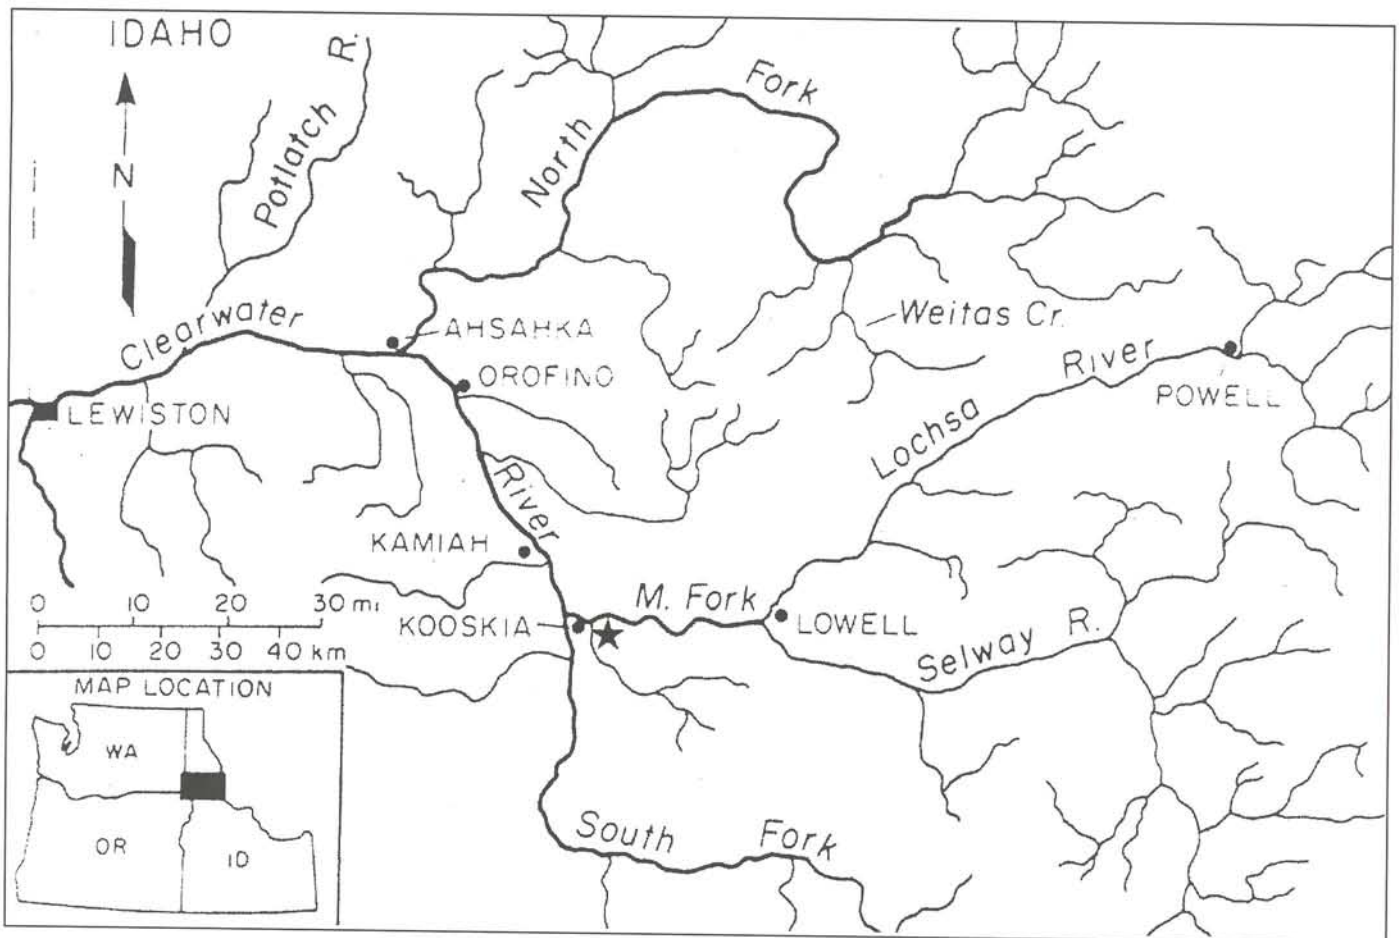 IDAHO
Potlatch R.
N
North Fork
Clearwater
AHSAHKA
OROFINO
Weitas Cr.
LEWISTON
River
Lochsa River
POWELL
KAMIAH
M. Fork
KOOSKIA
LOWELL
Selway R.
0 10 20 30 mi
0 10 20 30 40 km
MAP LOCATION
WA
OR
ID
South Fork